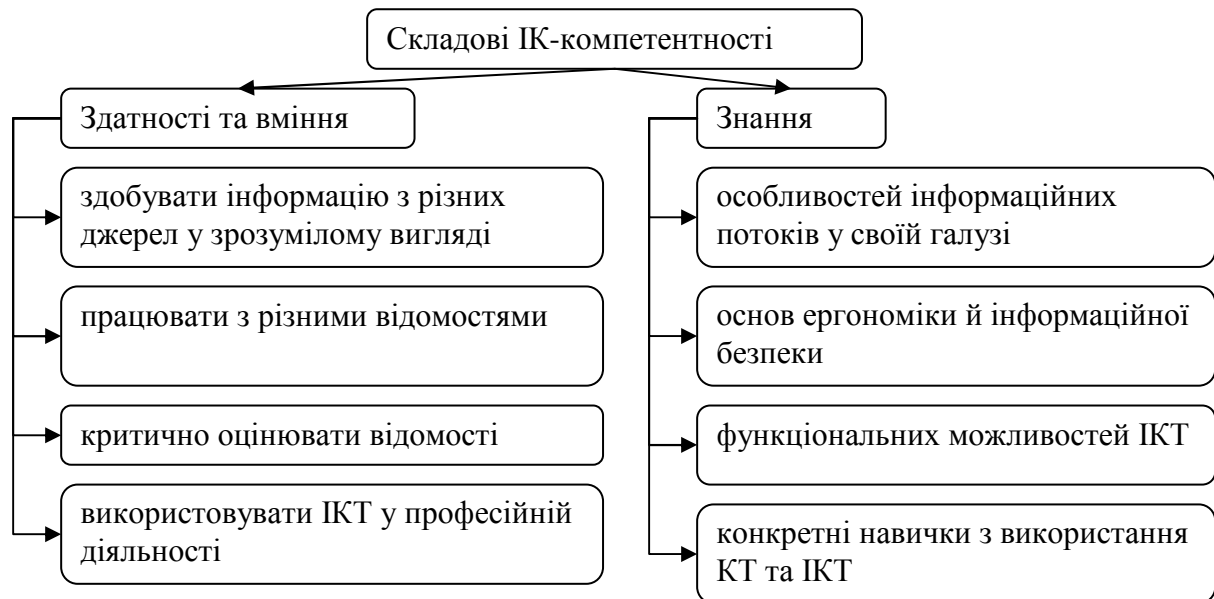 Складові ІК-компетентності
Здатності та вміння
здобувати інформацію з різних
джерел у зрозумілому вигляді
працювати з різними відомостями
критично оцінювати відомості
використовувати ІКТ у професійній
діяльності
Знання
особливостей інформаційних
потоків у своїй галузі
основ ергономіки й інформаційної
безпеки
функціональних можливостей ІКТ
конкретні навички з використання
КТ та ІКТ